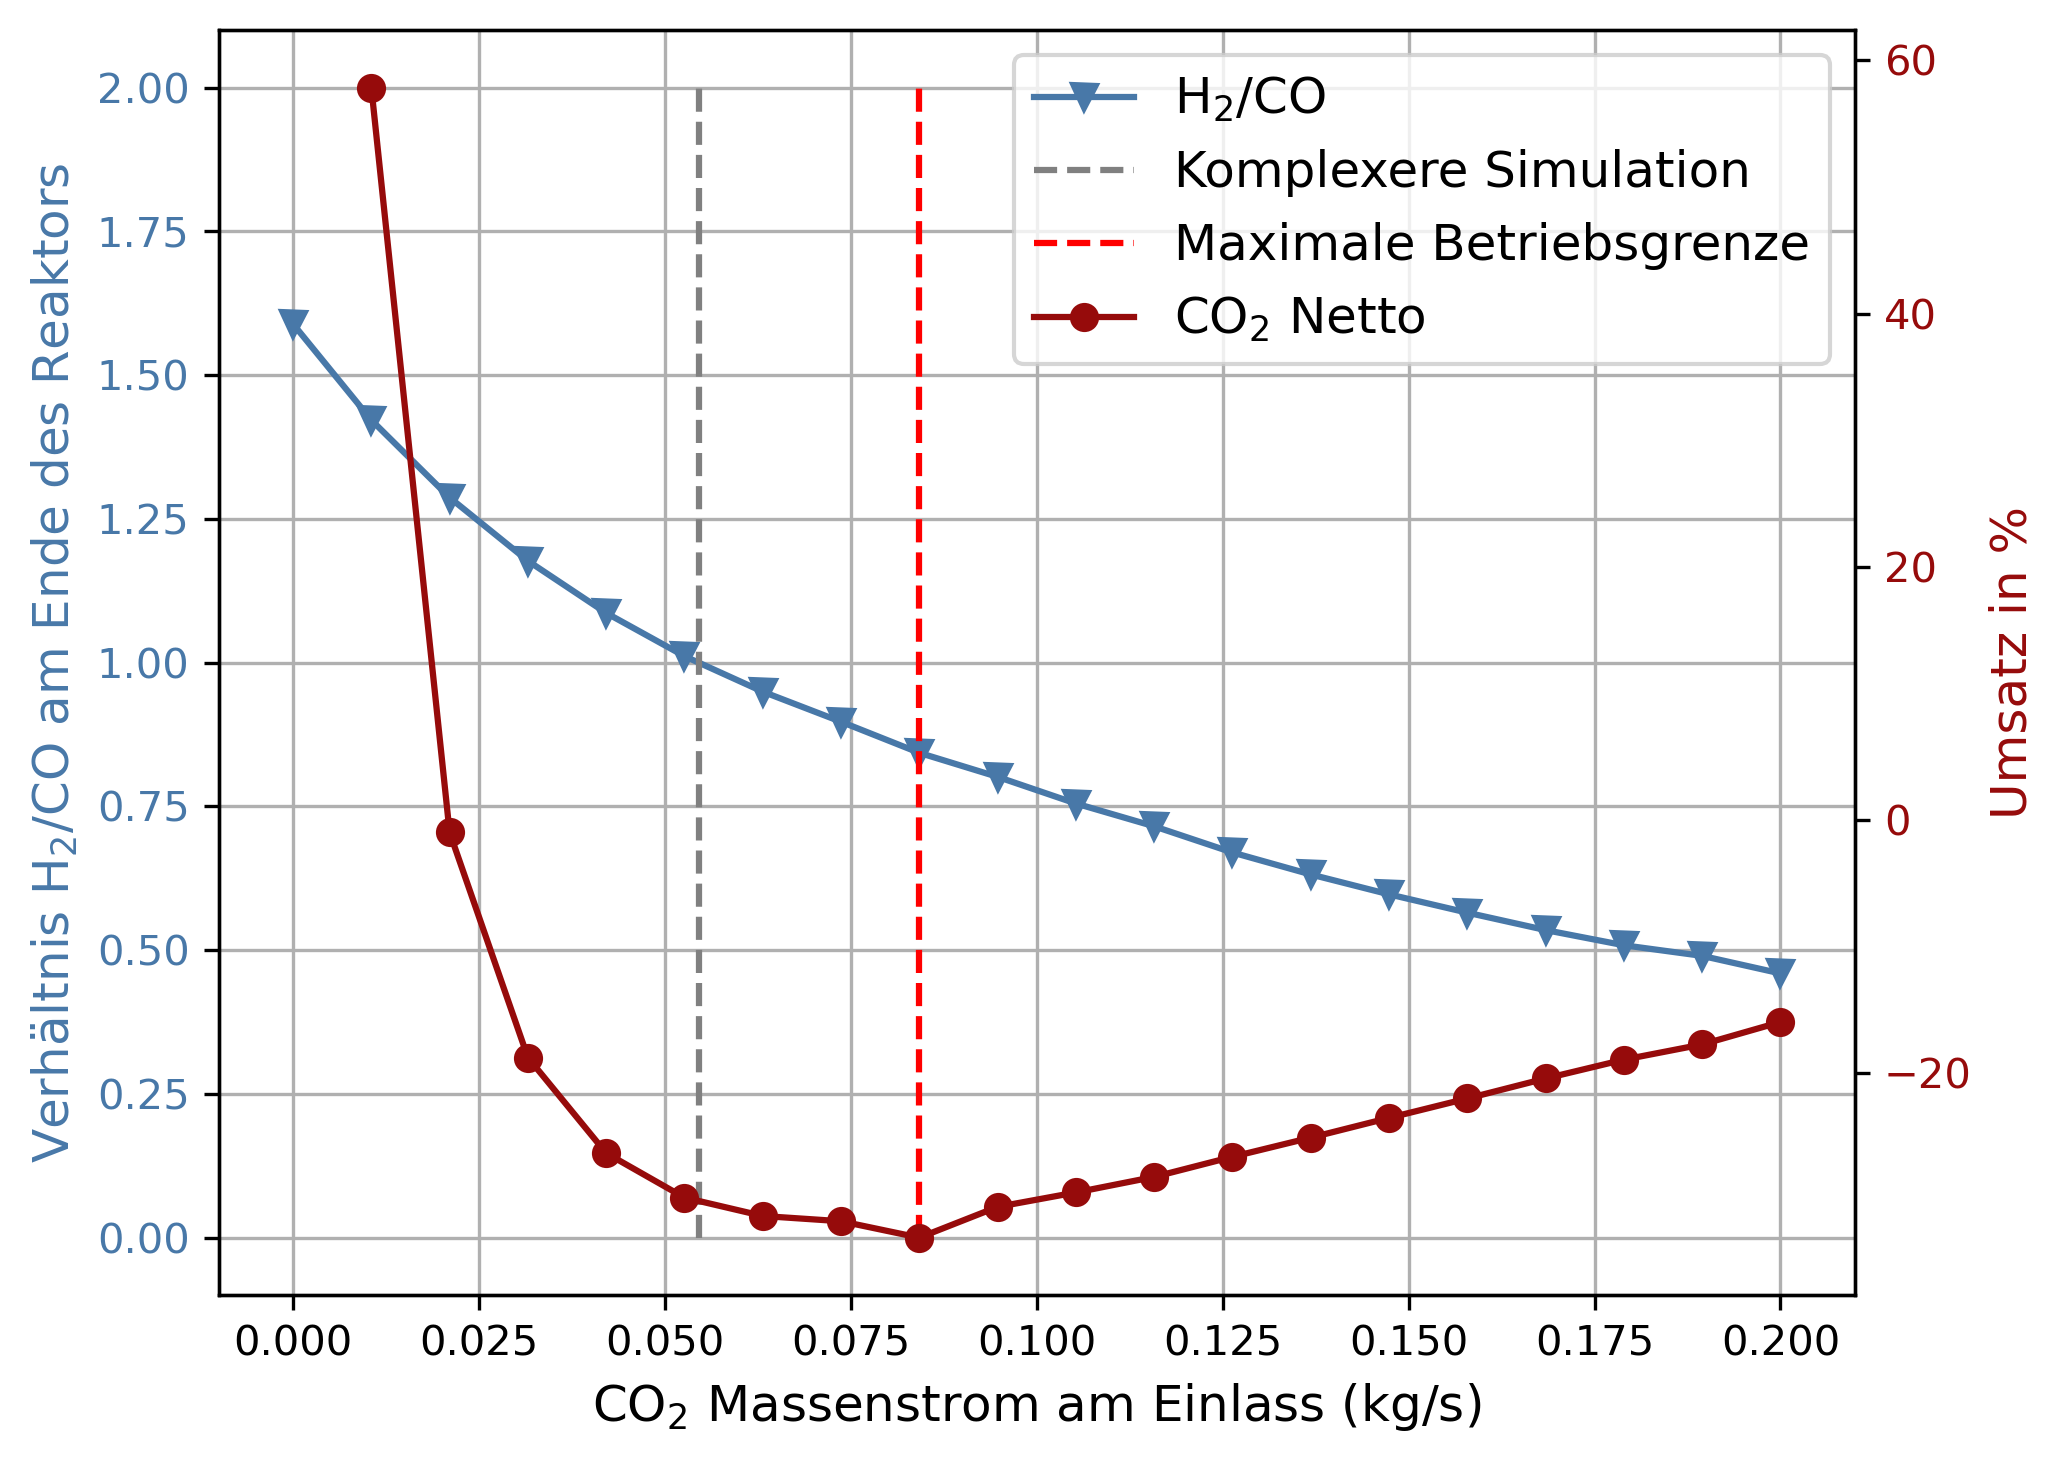 Verhältnis H₂/CO am Ende des Reaktors
2.00
1.75
1.50
1.25
1.00
0.75
0.50
0.25
0.00
H₂/CO
Komplexere Simulation
Maximale Betriebsgrenze
CO₂ Netto
60
40
20
0
−20
Umsatz in %
0.000 0.025 0.050 0.075 0.100 0.125 0.150 0.175 0.200
CO₂ Massenstrom am Einlass (kg/s)